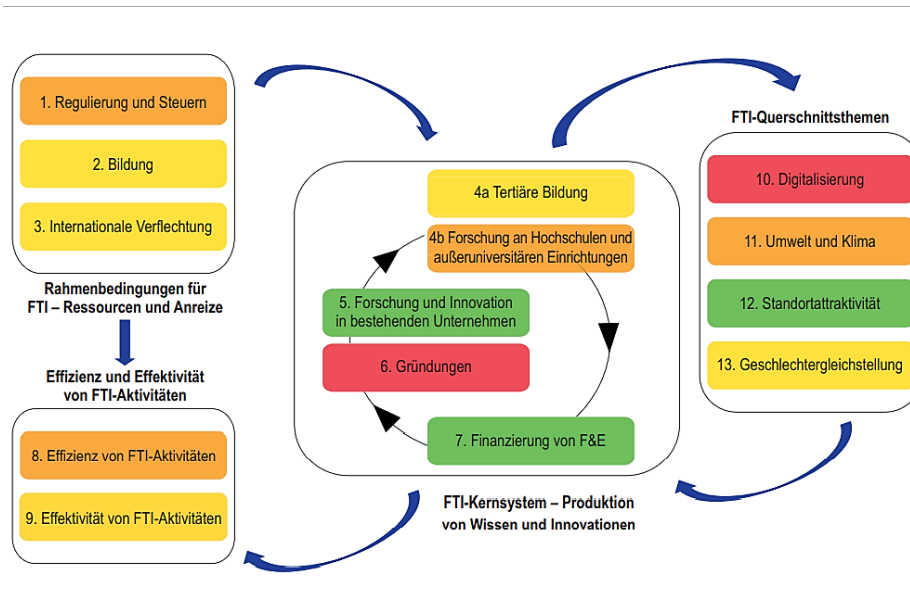 1. Regulierung und Steuern
2. Bildung
3. Internationale Verflechtung
Rahmenbedingungen für
FTI – Ressourcen und Anreize
Effizienz und Effektivität
von FTI-Aktivitäten
8. Effizienz von FTI-Aktivitäten
9. Effektivität von FTI-Aktivitäten
4a Tertiäre Bildung
4b Forschung an Hochschulen und
außeruniversitären Einrichtungen
5. Forschung und Innovation
in bestehenden Unternehmen
6. Gründungen
7. Finanzierung von F&E
FTI-Kernsystem – Produktion
von Wissen und Innovationen
FTI-Querschnittsthemen
10. Digitalisierung
11. Umwelt und Klima
12. Standortattraktivität
13. Geschlechtergleichstellung